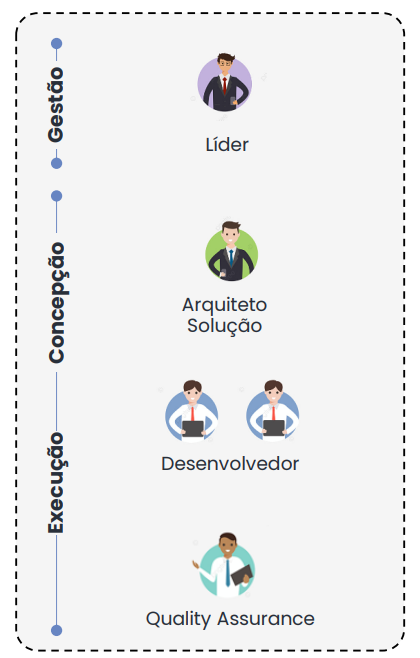 Gestão
Líder
Concepção
Arquiteto
Solução
Execução
Desenvolvedor
Quality Assurance